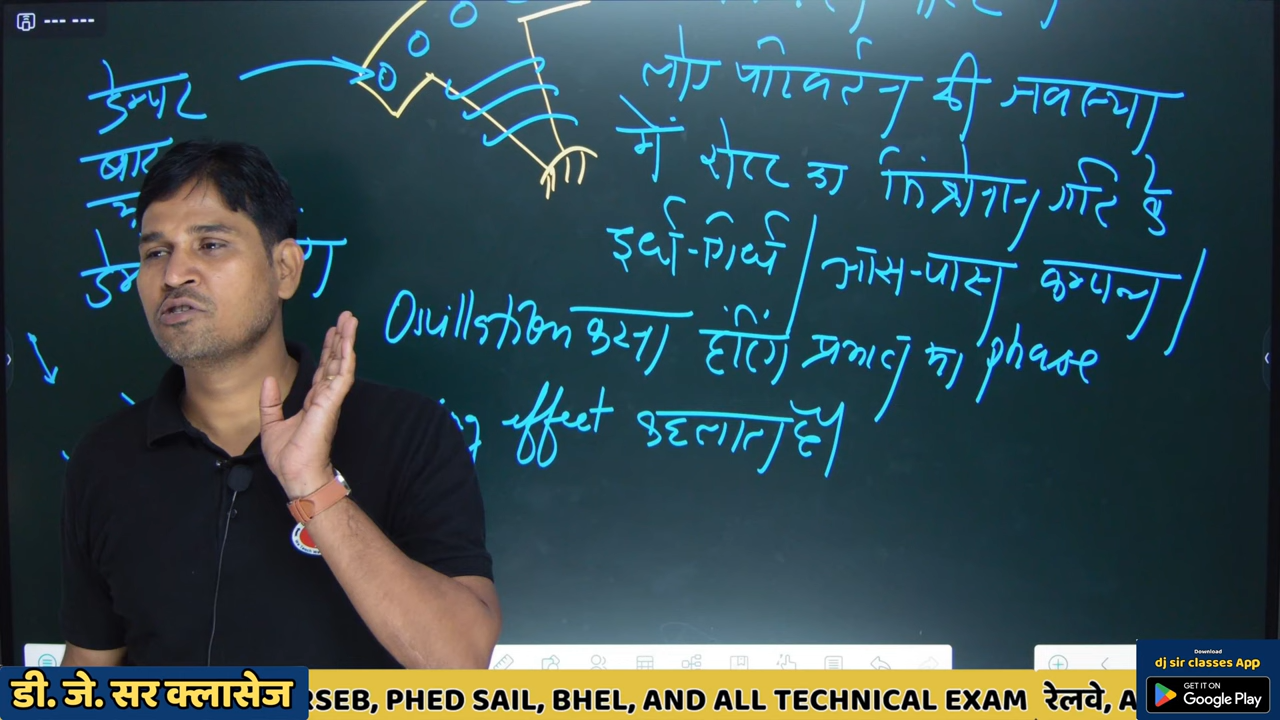 डेम्पर
बार
लोड परिवर्तन की अवस्था
में रोटर का सिंक्रोनान गति के
इर्ध-गिर्ध/आस-पास कम्पन्न/
Oscillation करना हंटिंग प्रभाव या phase
effect कहलाता है।
डी. जे. सर क्लासेज
RSEB, PHED SAIL, BHEL, AND ALL TECHNICAL EXAM रेलवे, A
Download
dj sir classes App
GET IT ON
Google Play